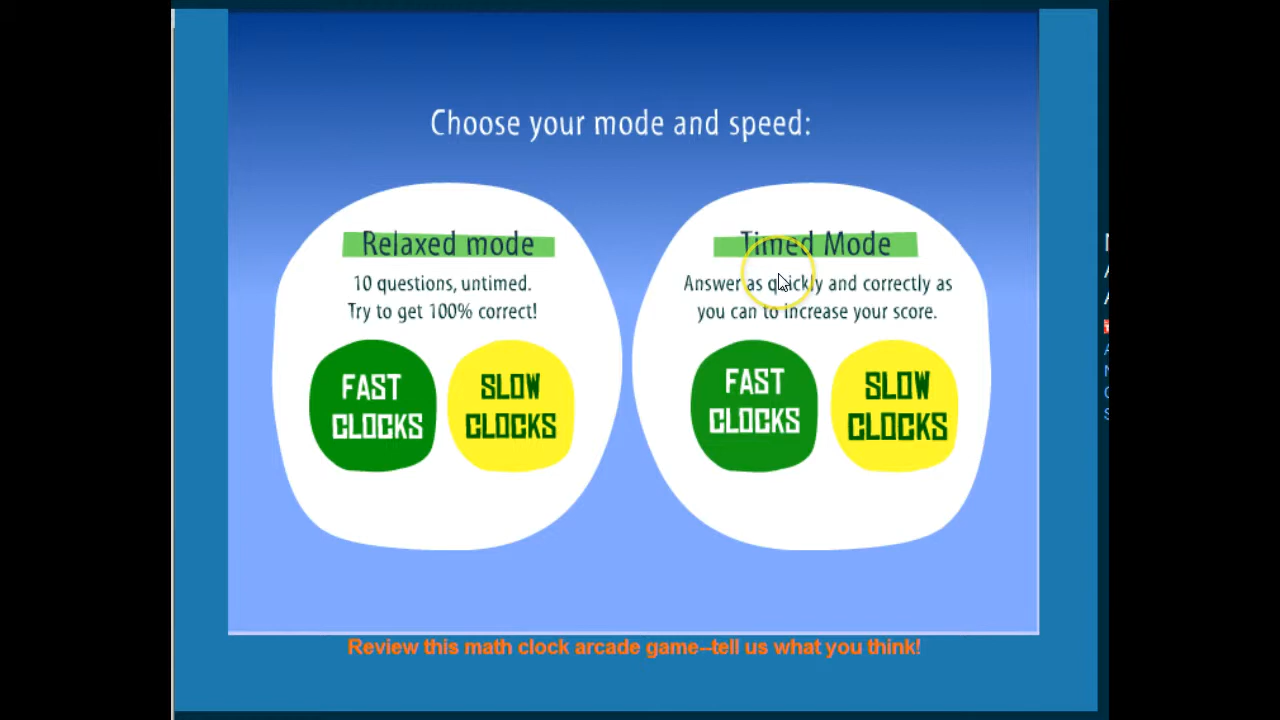 Choose your mode and speed:
Relaxed mode
10 questions, untimed.
Try to get 100% correct!
FAST
CLOCKS
SLOW
CLOCKS
Timed Mode
Answer as quickly and correctly as
you can to increase your score.
FAST
CLOCKS
SLOW
CLOCKS
Review this math clock arcade game--tell us what you think!